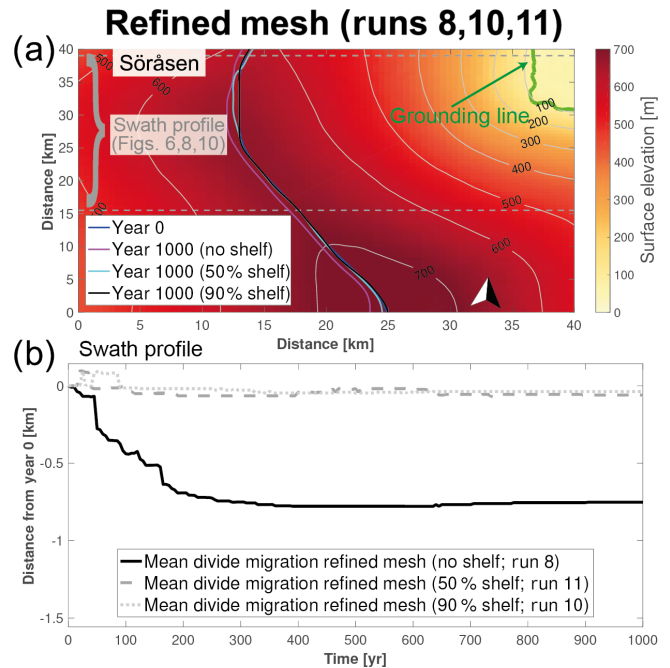 Refined mesh (runs 8,10,11)
(a)
Söråsen
Swath profile
(Figs. 6,8,10)
Grounding line
Year 0
Year 1000 (no shelf)
Year 1000 (50% shelf)
Year 1000 (90% shelf)
500
600
600
700
500
400
300
200
100
40
35
30
25
20
15
10
5
0
Distance [km]
0 5 10 15 20 25 30 35 40
Distance [km]
700
600
500
400
300
200
100
0
Surface elevation [m]
(b)
Swath profile
0
-0.5
-1
-1.5
Distance from year 0 [km]
Mean divide migration refined mesh (no shelf; run 8)
Mean divide migration refined mesh (50 % shelf; run 11)
Mean divide migration refined mesh (90 % shelf; run 10)
0 100 200 300 400 500 600 700 800 900 1000
Time [yr]